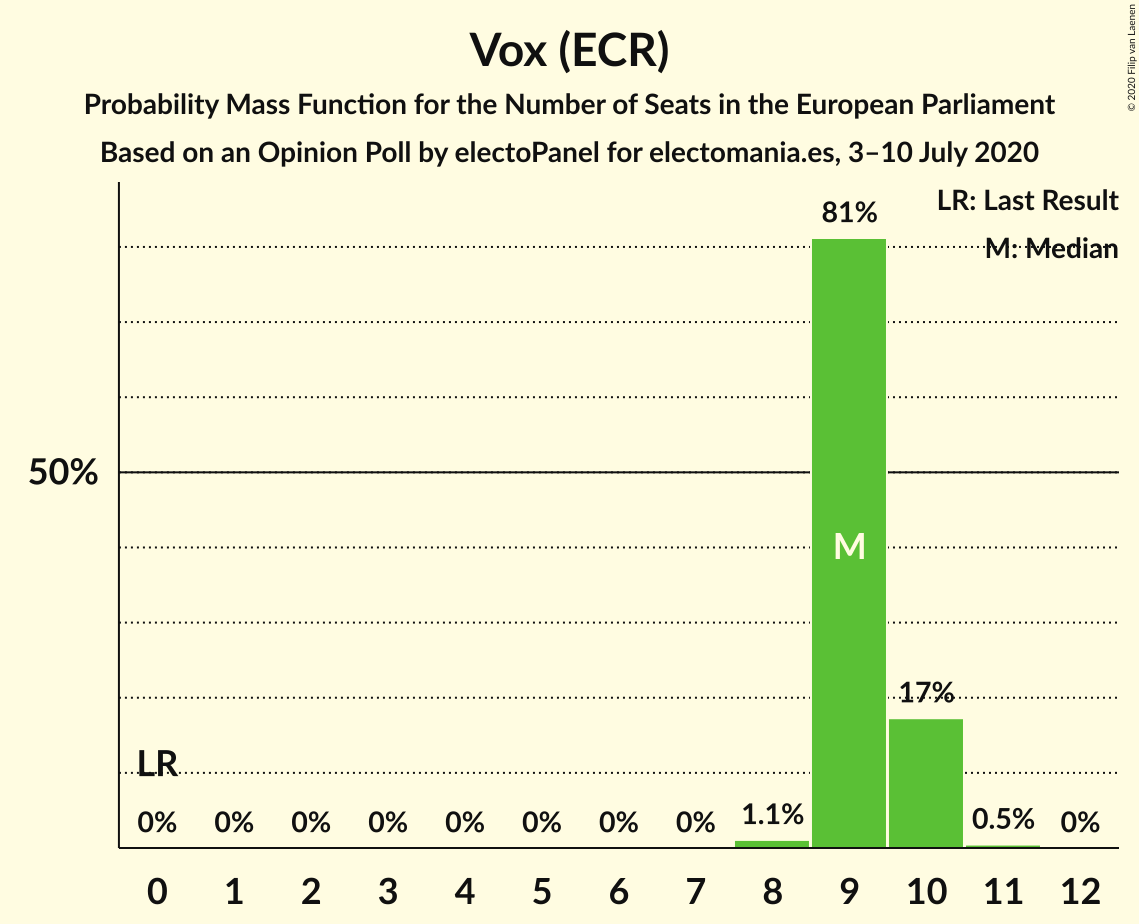 Vox (ECR)
Probability Mass Function for the Number of Seats in the European Parliament
Based on an Opinion Poll by electoPanel for electomania.es, 3–10 July 2020
© 2020 Filip van Laenen
LR: Last Result
M: Median
81%
50%
M
17%
LR
0% 0% 0% 0% 0% 0% 0% 0% 1.1% 0.5% 0%
0 1 2 3 4 5 6 7 8 9 10 11 12